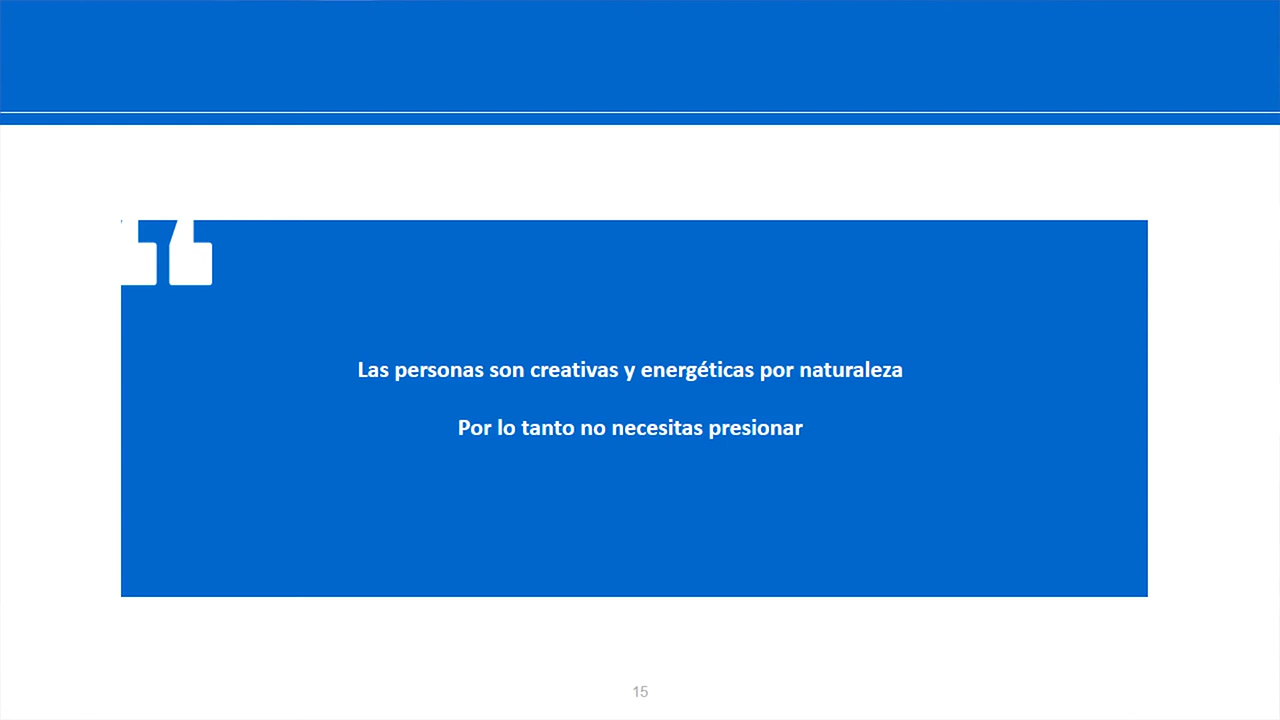 Las personas son creativas y energéticas por naturaleza
Por lo tanto no necesitas presionar
15